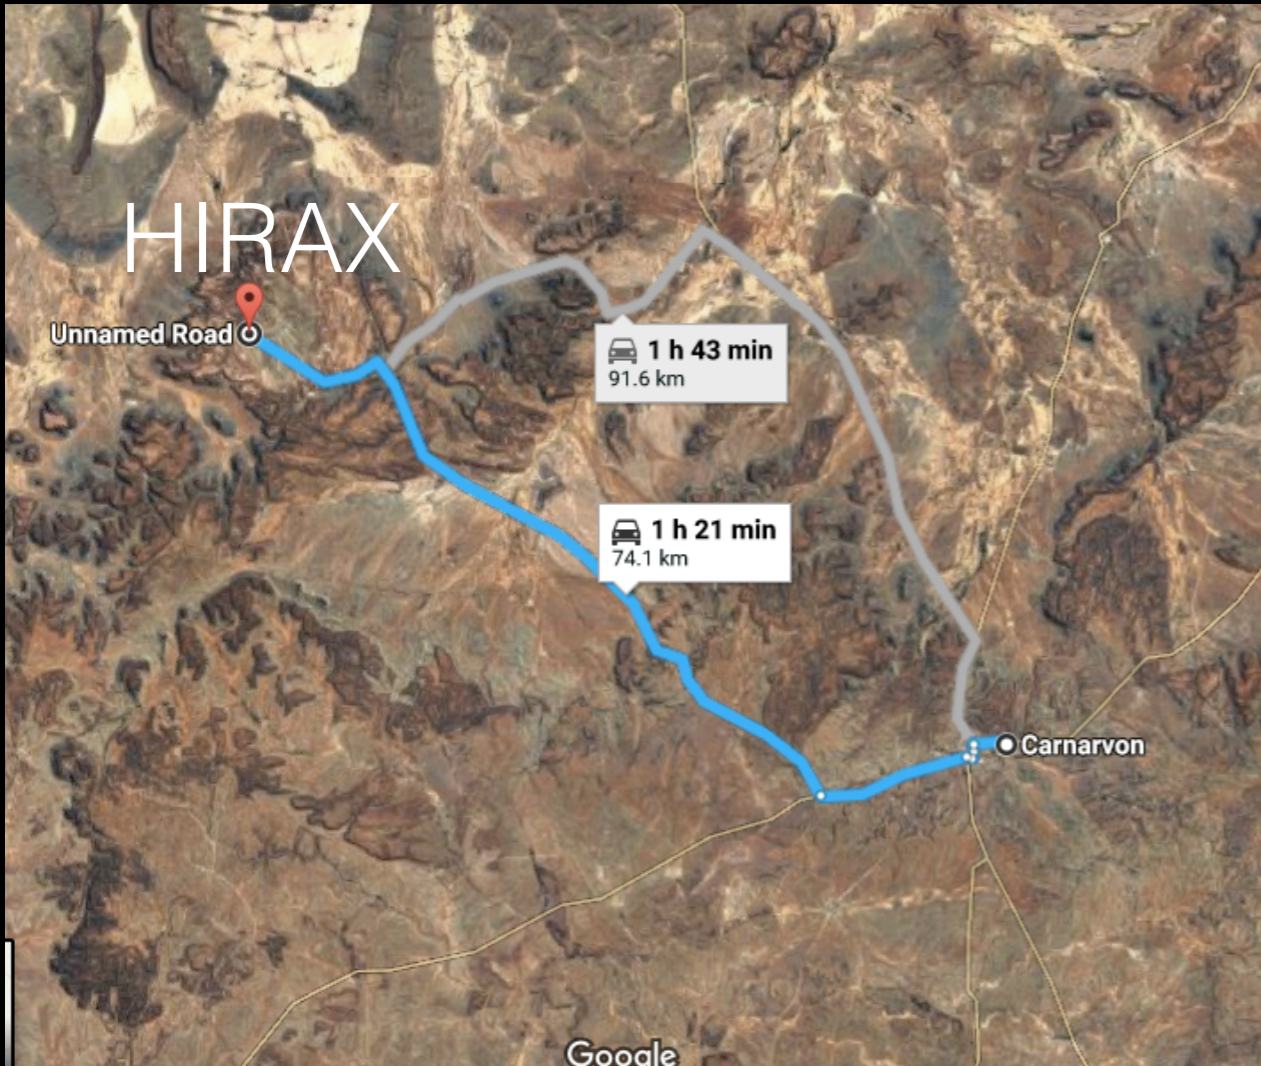 HIRAX
Unnamed Road
1 h 43 min
91.6 km
1 h 21 min
74.1 km
Carnarvon
Google